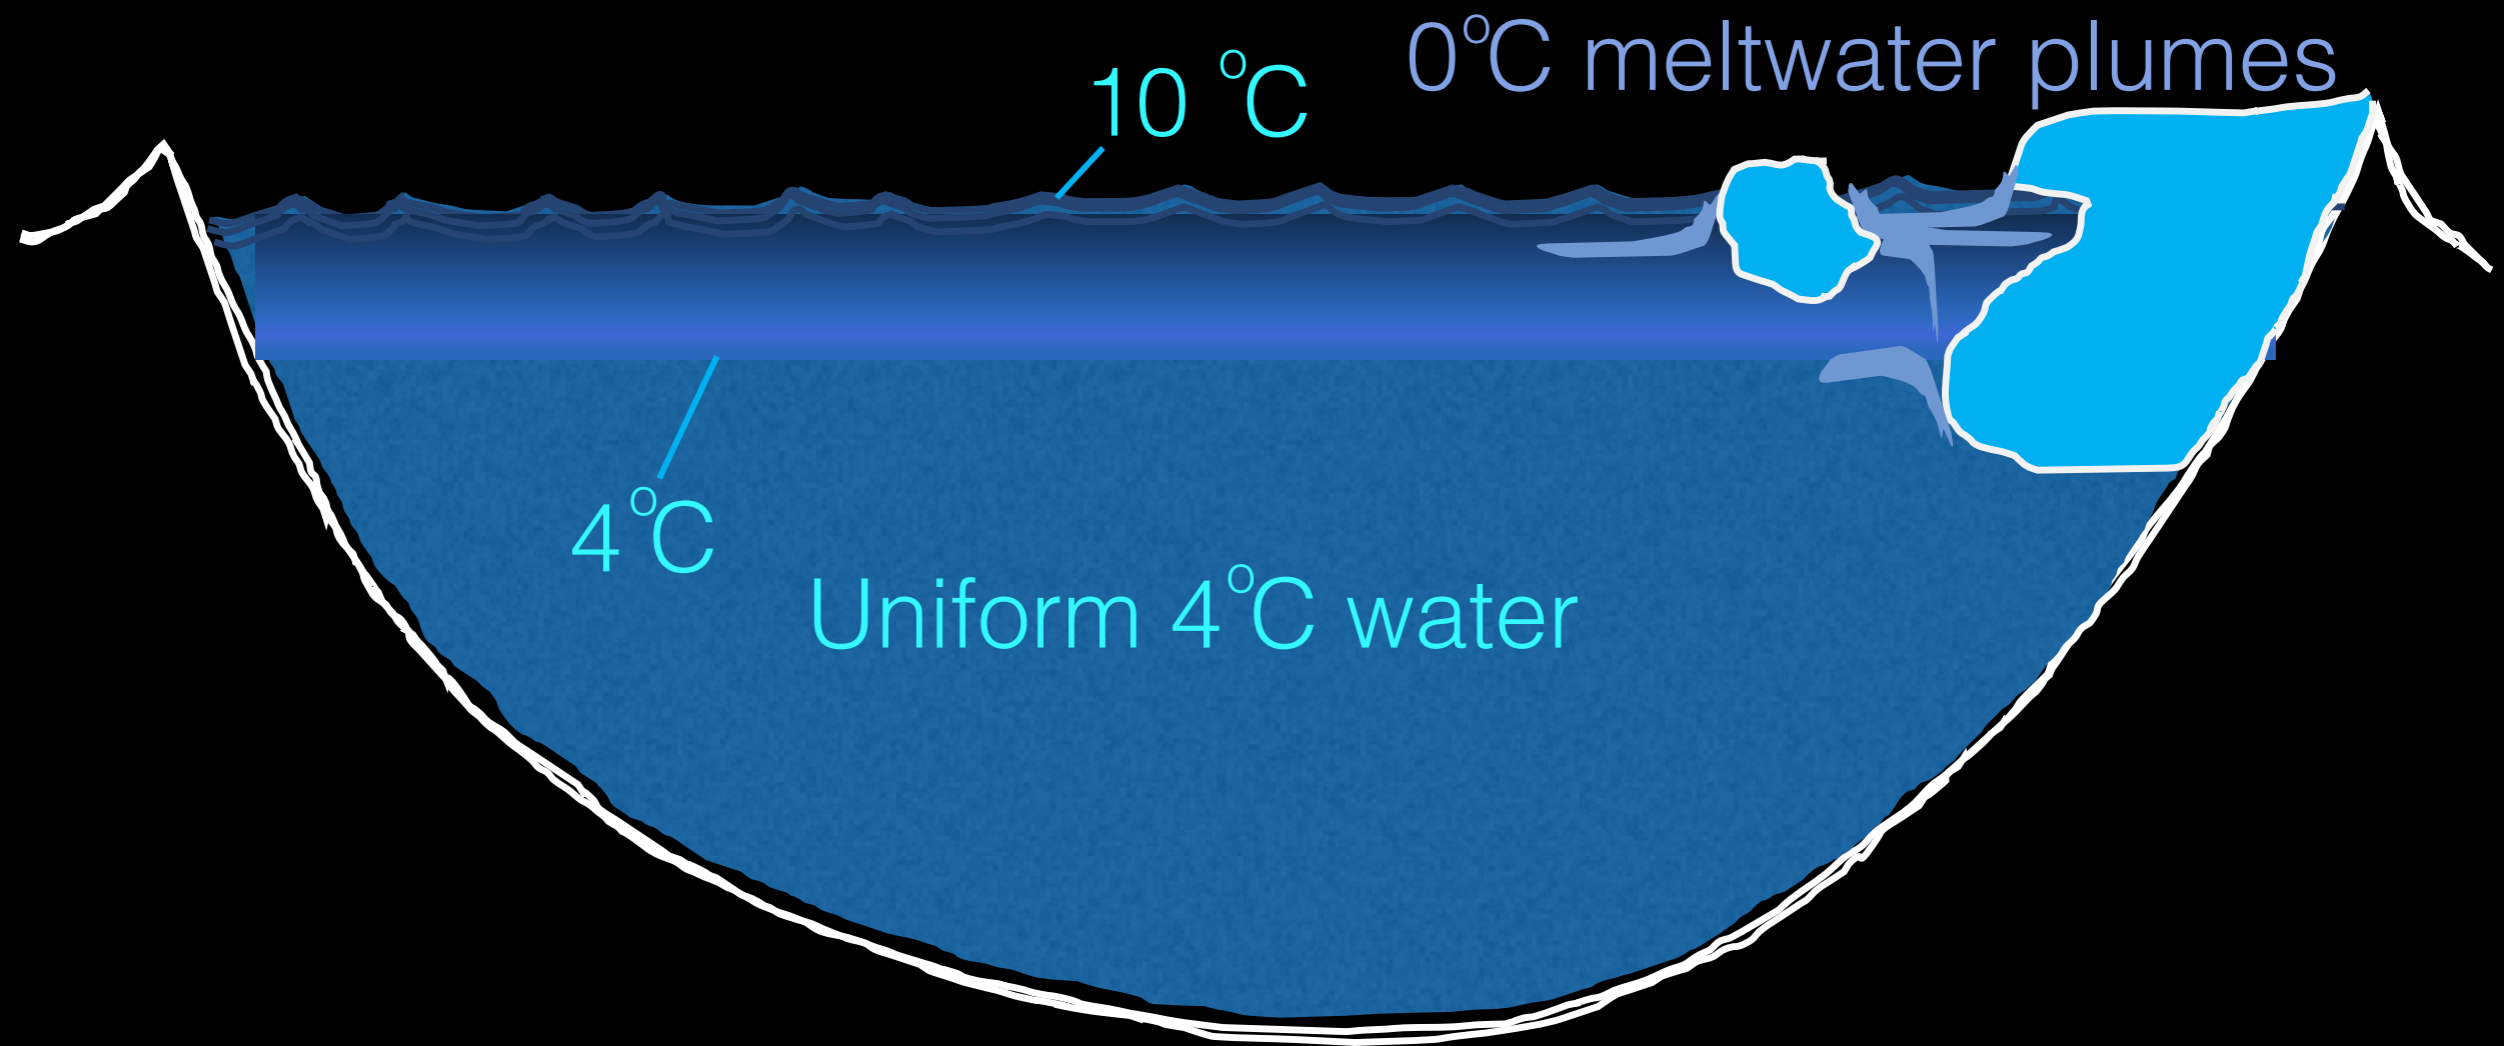 0°C meltwater plumes
10 °C
4°C
Uniform 4°C water